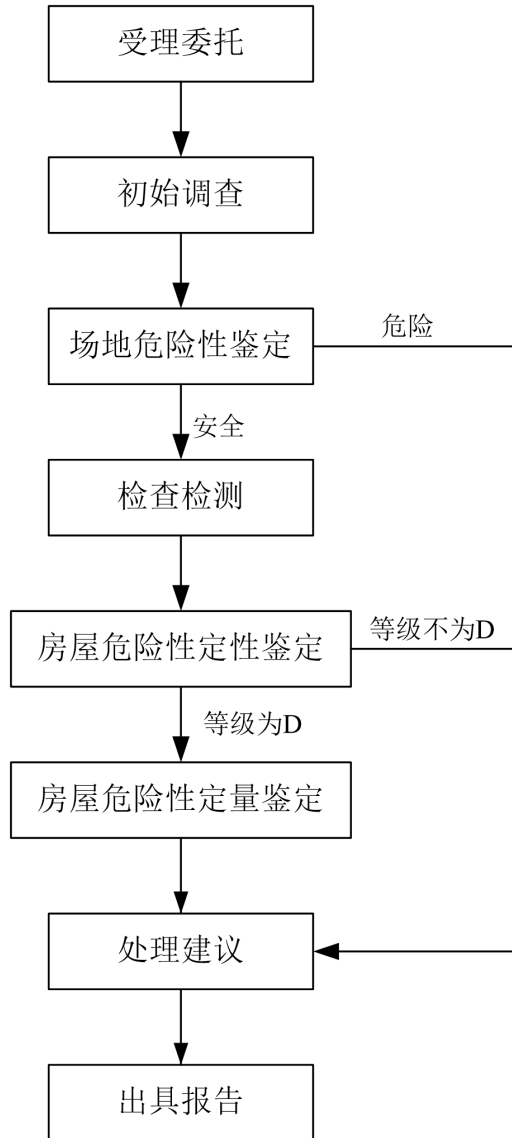 受理委托
初始调查
场地危险性鉴定
危险
安全
检查检测
房屋危险性定性鉴定
等级不为D
等级为D
房屋危险性定量鉴定
处理建议
出具报告